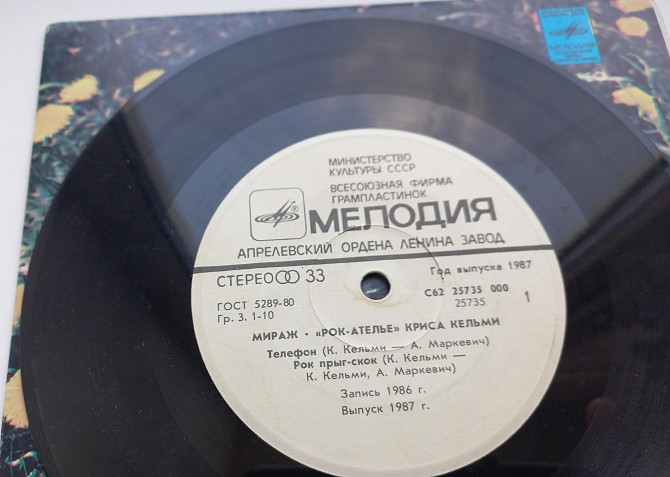 МЕЛОДИЯ
МИНИСТЕРСТВО
КУЛЬТУРЫ СССР
ВСЕСОЮЗНАЯ ФИРМА
ГРАМПЛАСТИНОК
МЕЛОДИЯ
АПРЕЛЕВСКИЙ ОРДЕНА ЛЕНИНА ЗАВОД
СТЕРЕО 33
Год выпуска 1987
ГОСТ 5289-80
Гр. 3. 1-10
С62 25735 000
25735
1
МИРАЖ · «РОК-АТЕЛЬЕ» КРИСА КЕЛЬМИ
Телефон (К. Кельми — А. Маркевич)
Рок прыг-скок (К. Кельми —
К. Кельми, А. Маркевич)
Запись 1986 г.
Выпуск 1987 г.